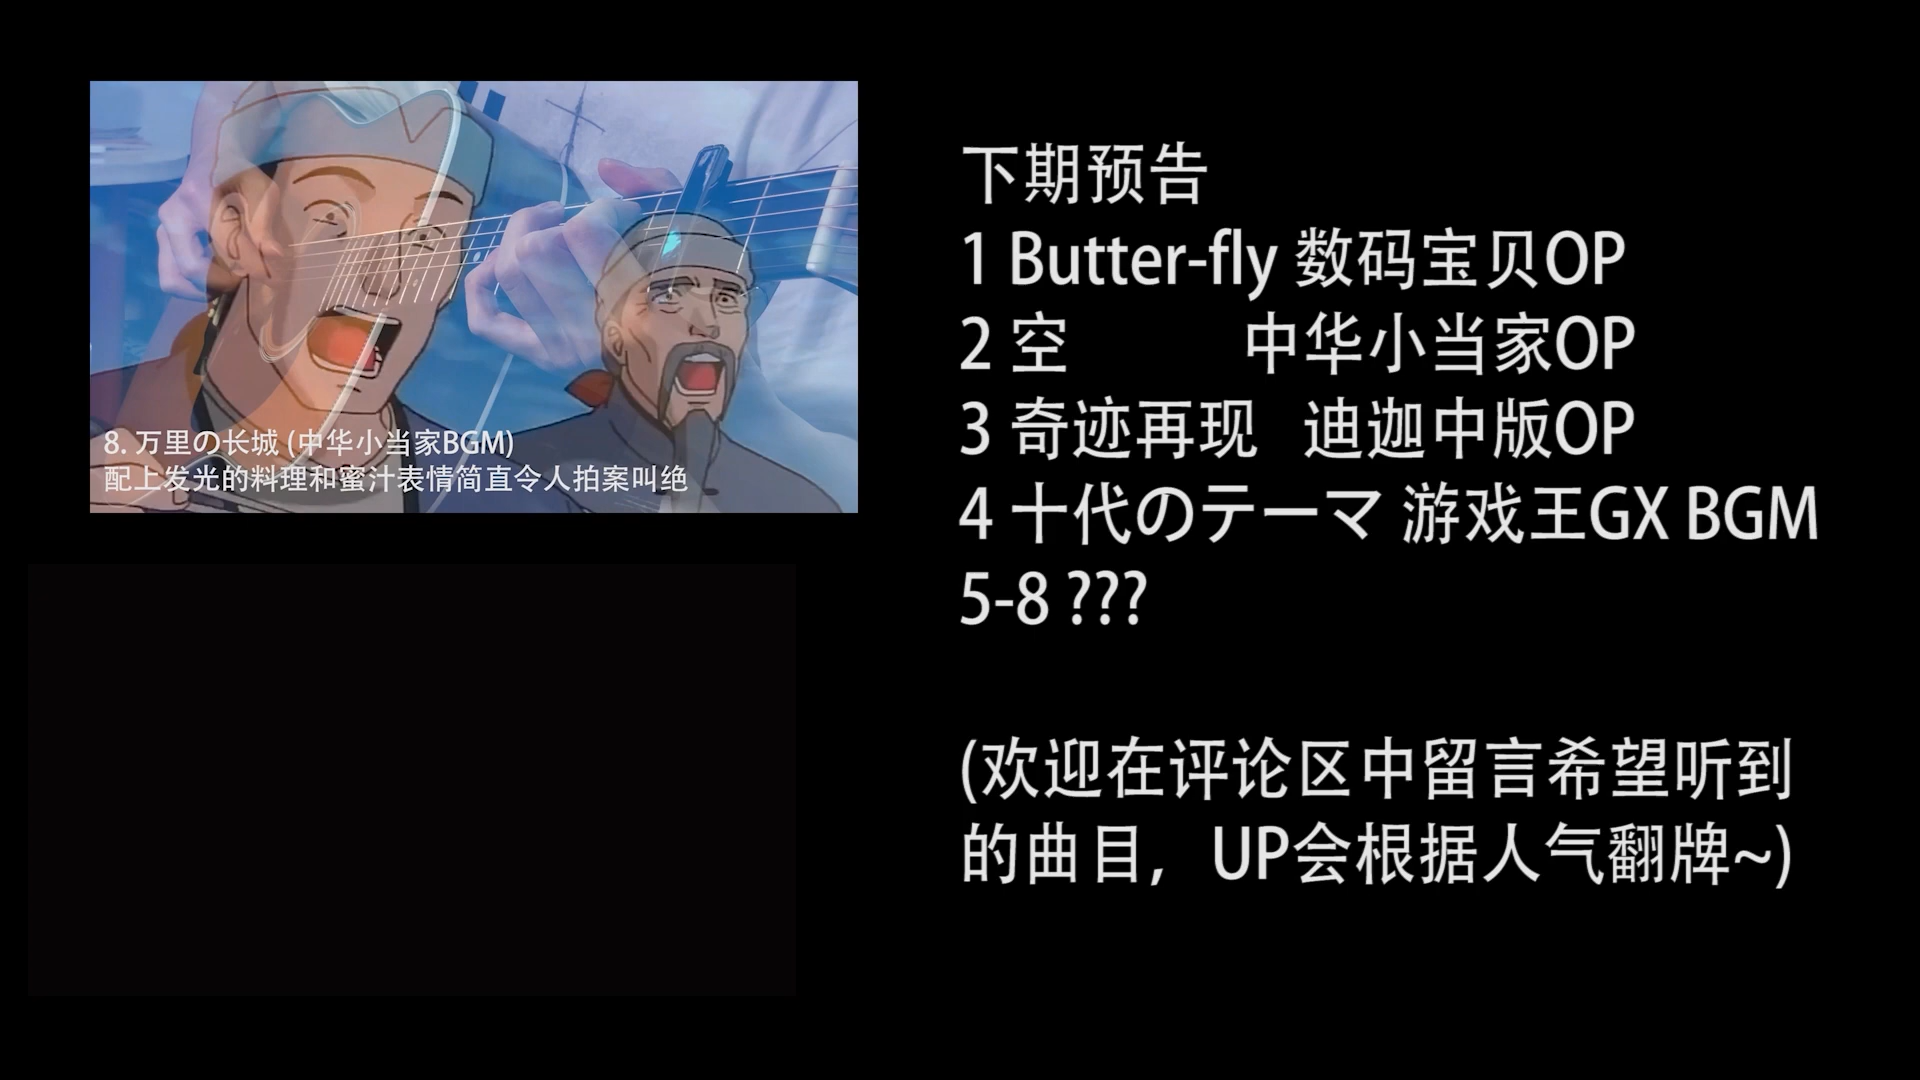 8. 万里の长城 (中华小当家BGM)
配上发光的料理和蜜汁表情简直令人拍案叫绝
下期预告
1 Butter-fly 数码宝贝OP
2 空 中华小当家OP
3 奇迹再现 迪迦中版OP
4 十代のテーマ 游戏王GX BGM
5-8 ???
(欢迎在评论区中留言希望听到
的曲目，UP会根据人气翻牌~)